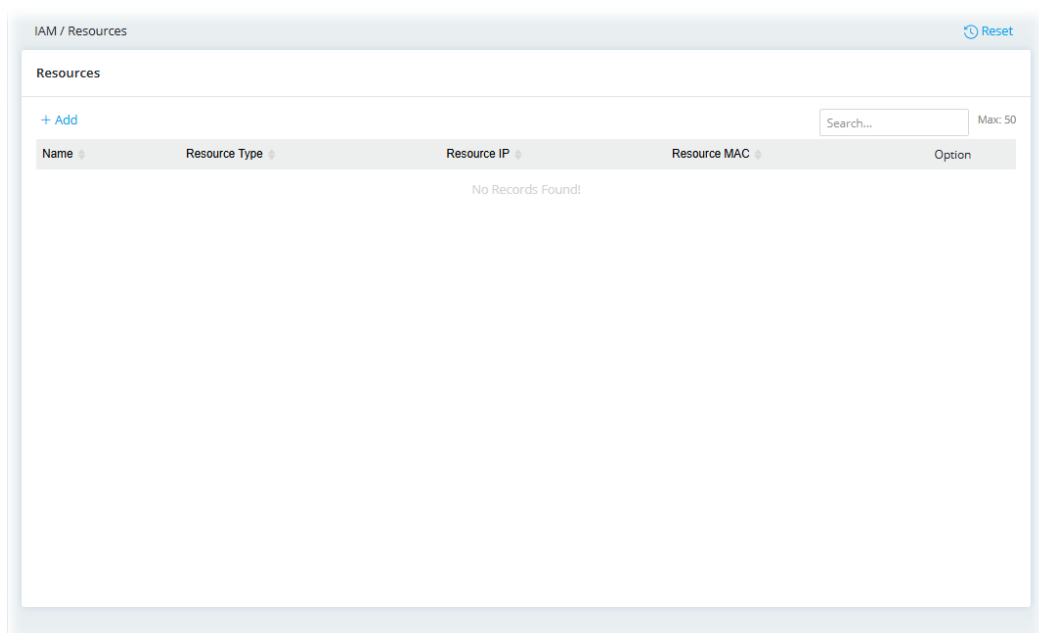 IAM / Resources Reset
Resources
+ Add Search... Max: 50
Name Resource Type Resource IP Resource MAC Option
No Records Found!